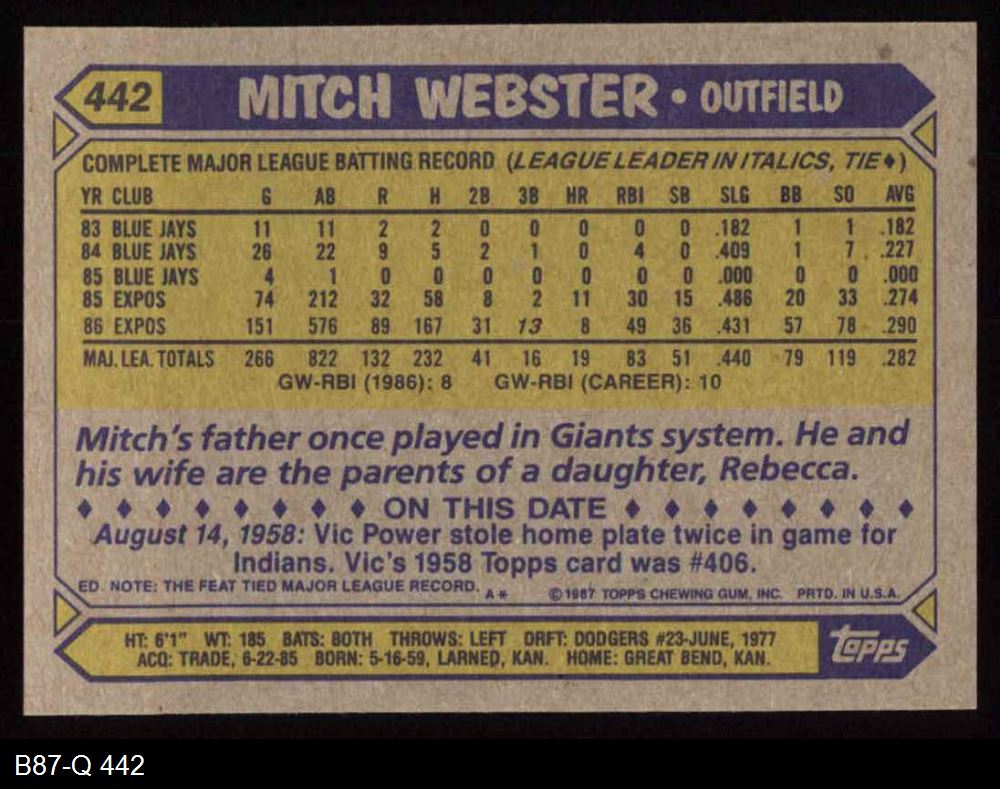 442 MITCH WEBSTER • OUTFIELD
COMPLETE MAJOR LEAGUE BATTING RECORD (LEAGUE LEADER IN ITALICS, TIE♦)
YR CLUB G AB R H 2B 3B HR RBI SB SLG BB SO AVG
83 BLUE JAYS 11 11 2 2 0 0 0 0 0 .182 1 1 .182
84 BLUE JAYS 26 22 9 5 2 1 0 4 0 .409 1 7 .227
85 BLUE JAYS 4 1 0 0 0 0 0 0 0 .000 0 0 .000
85 EXPOS 74 212 32 58 8 2 11 30 15 .486 20 33 .274
86 EXPOS 151 576 89 167 31 13 8 49 36 .431 57 78 .290
MAJ. LEA. TOTALS 266 822 132 232 41 16 19 83 51 .440 79 119 .282
GW-RBI (1986): 8 GW-RBI (CAREER): 10
Mitch's father once played in Giants system. He and
his wife are the parents of a daughter, Rebecca.
♦ ♦ ♦ ♦ ♦ ♦ ♦ ♦ ON THIS DATE ♦ ♦ ♦ ♦ ♦ ♦ ♦ ♦
August 14, 1958: Vic Power stole home plate twice in game for
Indians. Vic's 1958 Topps card was #406.
ED. NOTE: THE FEAT TIED MAJOR LEAGUE RECORD. A* © 1987 TOPPS CHEWING GUM, INC. PRTD. IN U.S.A.
HT: 6'1" WT: 185 BATS: BOTH THROWS: LEFT DRFT: DODGERS #23-JUNE, 1977
ACQ: TRADE, 6-22-85 BORN: 5-16-59, LARNED, KAN. HOME: GREAT BEND, KAN.
topps
B87-Q 442